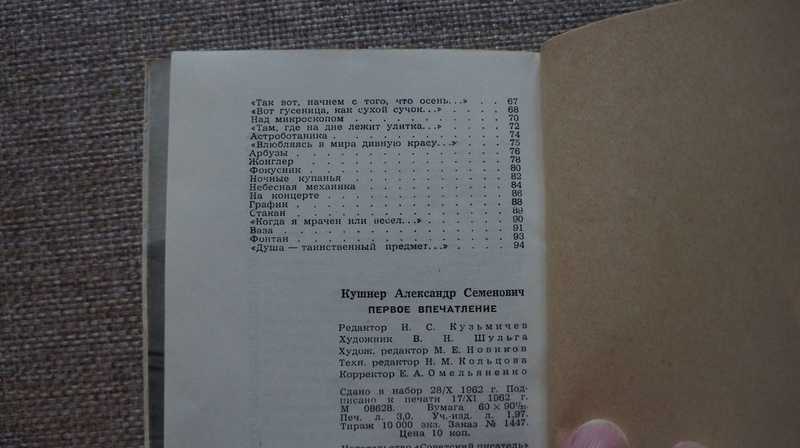 «Так вот, начнем с того, что осень...» . . 67
«Вот гусеница, как сухой сучок...» . . . 68
Над микроскопом . . . . . . . . . . 70
«Там, где на дне лежит улитка...» . . . 72
Астроботаника . . . . . . . . . . . 74
«Влюбляясь в мира дивную красу...» . . 75
Арбузы . . . . . . . . . . . . . . 76
Жонглер . . . . . . . . . . . . . 78
Фокусник . . . . . . . . . . . . . 80
Ночные купанья . . . . . . . . . . 82
Небесная механика . . . . . . . . . 84
На концерте . . . . . . . . . . . . 86
Графин . . . . . . . . . . . . . . 88
Стакан . . . . . . . . . . . . . . 89
«Когда я мрачен или весел...» . . . . . 90
Ваза . . . . . . . . . . . . . . . 91
Фонтан . . . . . . . . . . . . . . 93
«Душа — таинственный предмет...» . . . . 94
Кушнер Александр Семенович
ПЕРВОЕ ВПЕЧАТЛЕНИЕ
Редактор И. С. Кузьмичев
Художник В. Н. Шульга
Худож. редактор М. Е. Новиков
Техн. редактор Н. М. Кольцова
Корректор Е. А. Омельяненко
Сдано в набор 28/X 1962 г. Под-
писано к печати 17/XI 1962 г.
М 08628. Бумага 60 × 90 1/32.
Печ. л. 3,0. Уч.-изд. л. 1,97.
Тираж 10 000 экз. Заказ № 1447.
Цена 10 коп.
Издательство «Советский писатель»